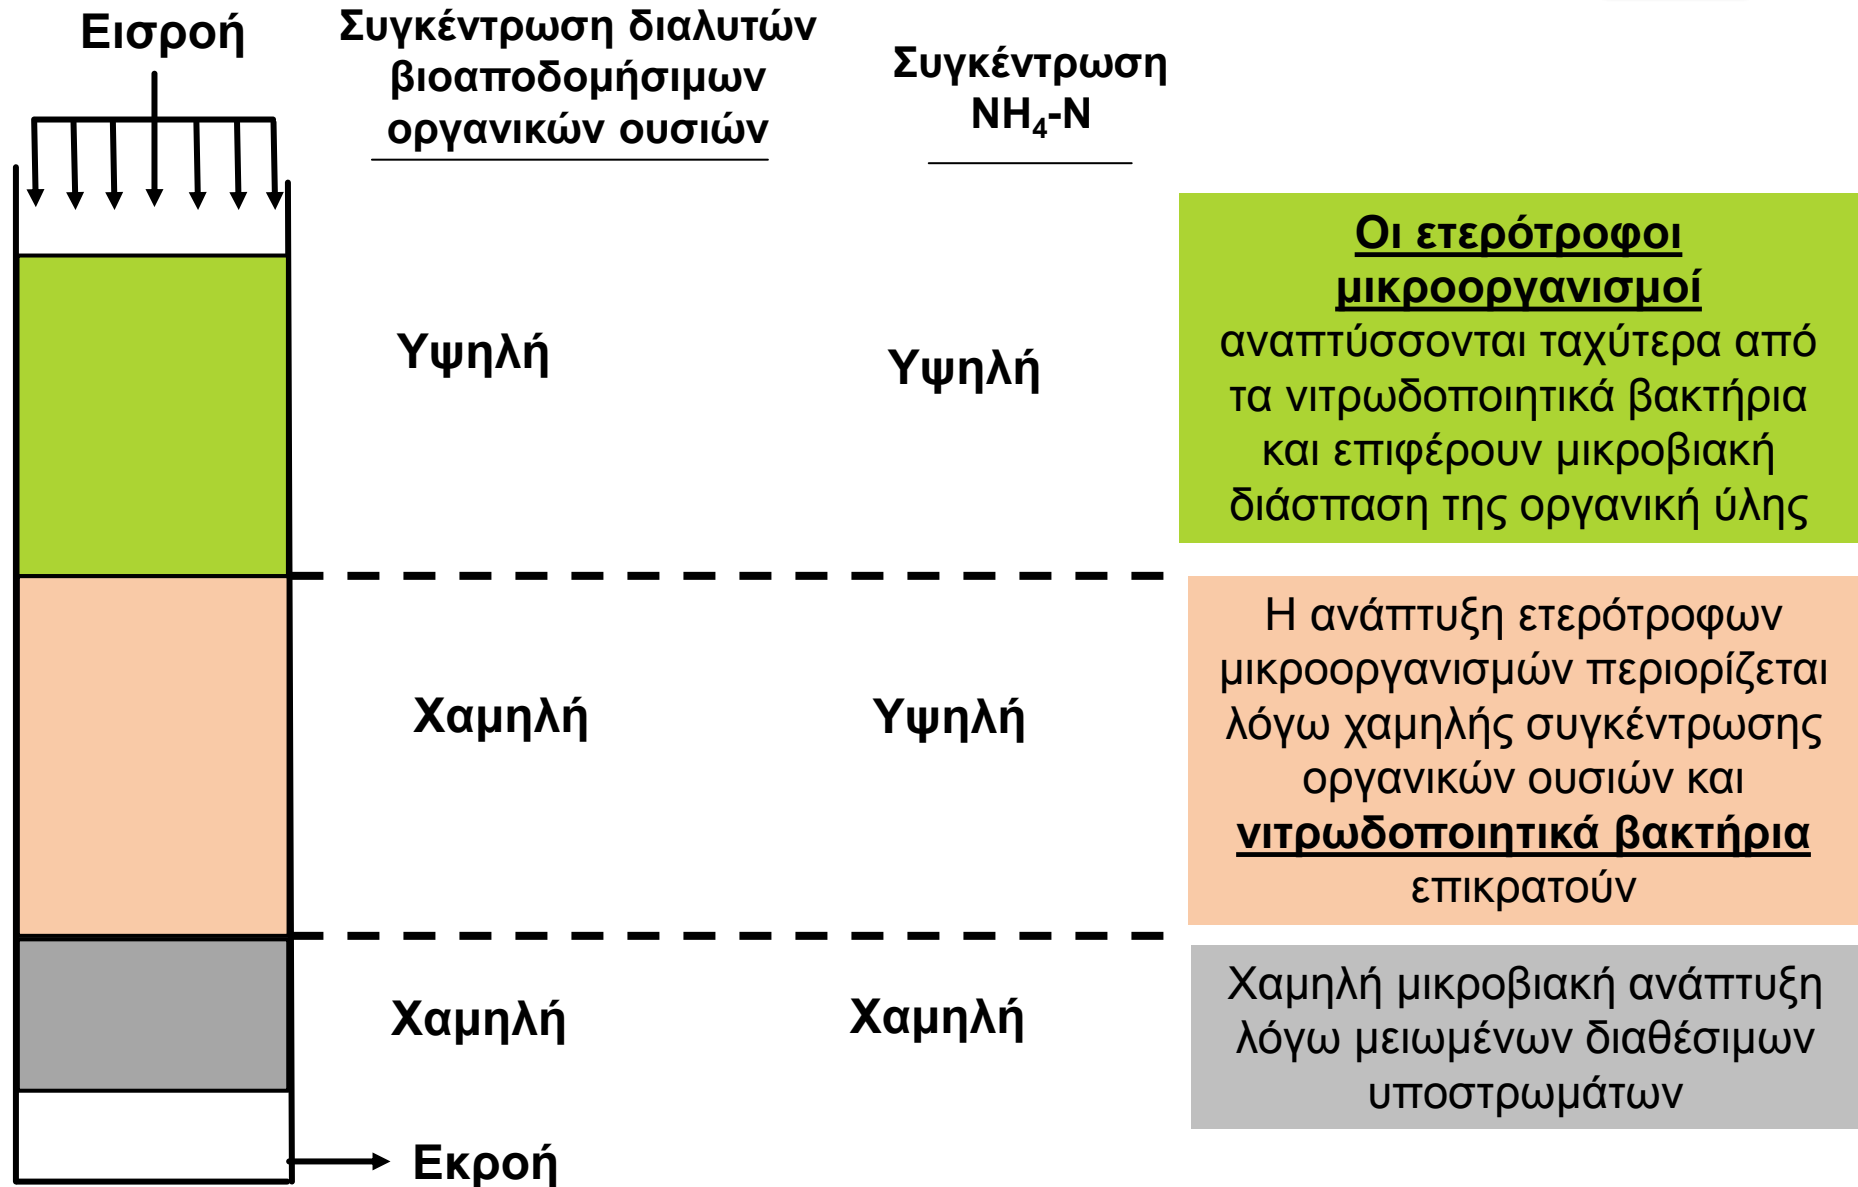 Εισροή
Συγκέντρωση διαλυτών
βιοαποδομήσιμων
οργανικών ουσιών
Συγκέντρωση
NH₄-N
Υψηλή
Υψηλή
Οι ετερότροφοι
μικροοργανισμοί
αναπτύσσονται ταχύτερα από
τα νιτρωδοποιητικά βακτήρια
και επιφέρουν μικροβιακή
διάσπαση της οργανική ύλης
Χαμηλή
Υψηλή
Η ανάπτυξη ετερότροφων
μικροοργανισμών περιορίζεται
λόγω χαμηλής συγκέντρωσης
οργανικών ουσιών και
νιτρωδοποιητικά βακτήρια
επικρατούν
Χαμηλή
Χαμηλή
Χαμηλή μικροβιακή ανάπτυξη
λόγω μειωμένων διαθέσιμων
υποστρωμάτων
Εκροή